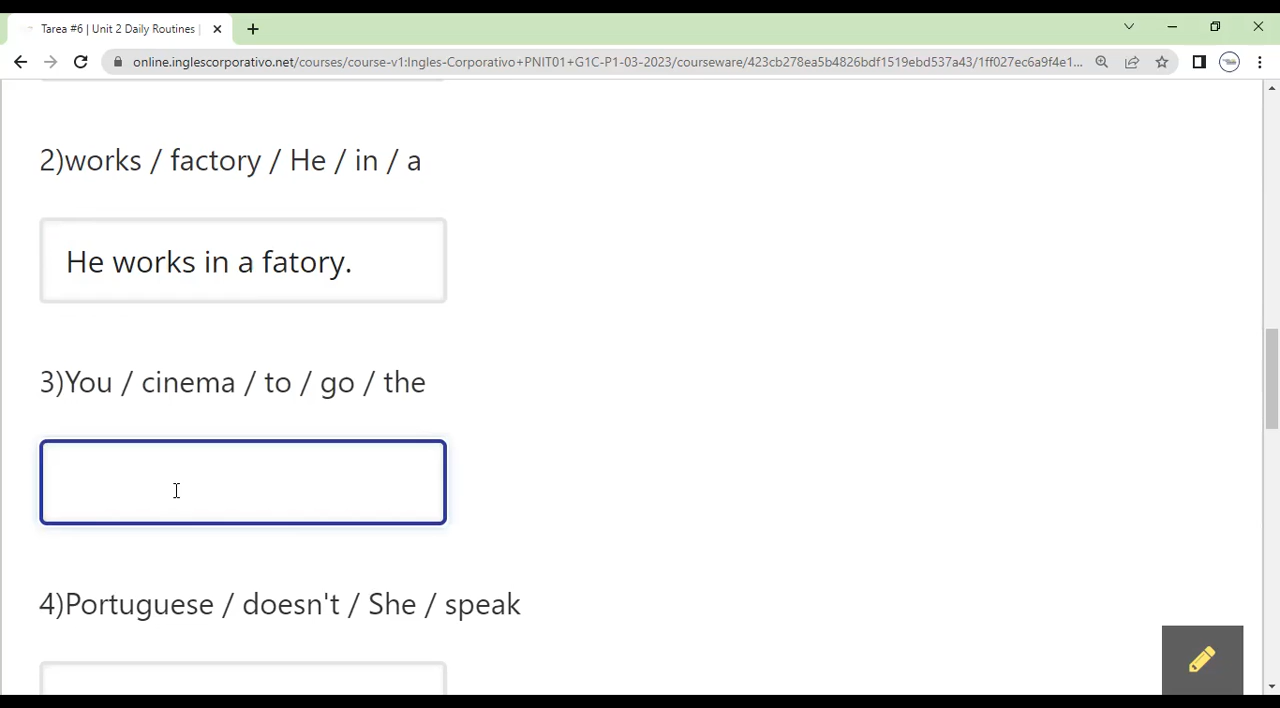 Tarea #6 | Unit 2 Daily Routines |
online.inglescorporativo.net/courses/course-v1:Ingles-Corporativo+PNIT01+G1C-P1-03-2023/courseware/423cb278ea5b4826bdf1519ebd537a43/1ff027ec6a9f4e1...
2)works / factory / He / in / a
He works in a fatory.
3)You / cinema / to / go / the
4)Portuguese / doesn't / She / speak